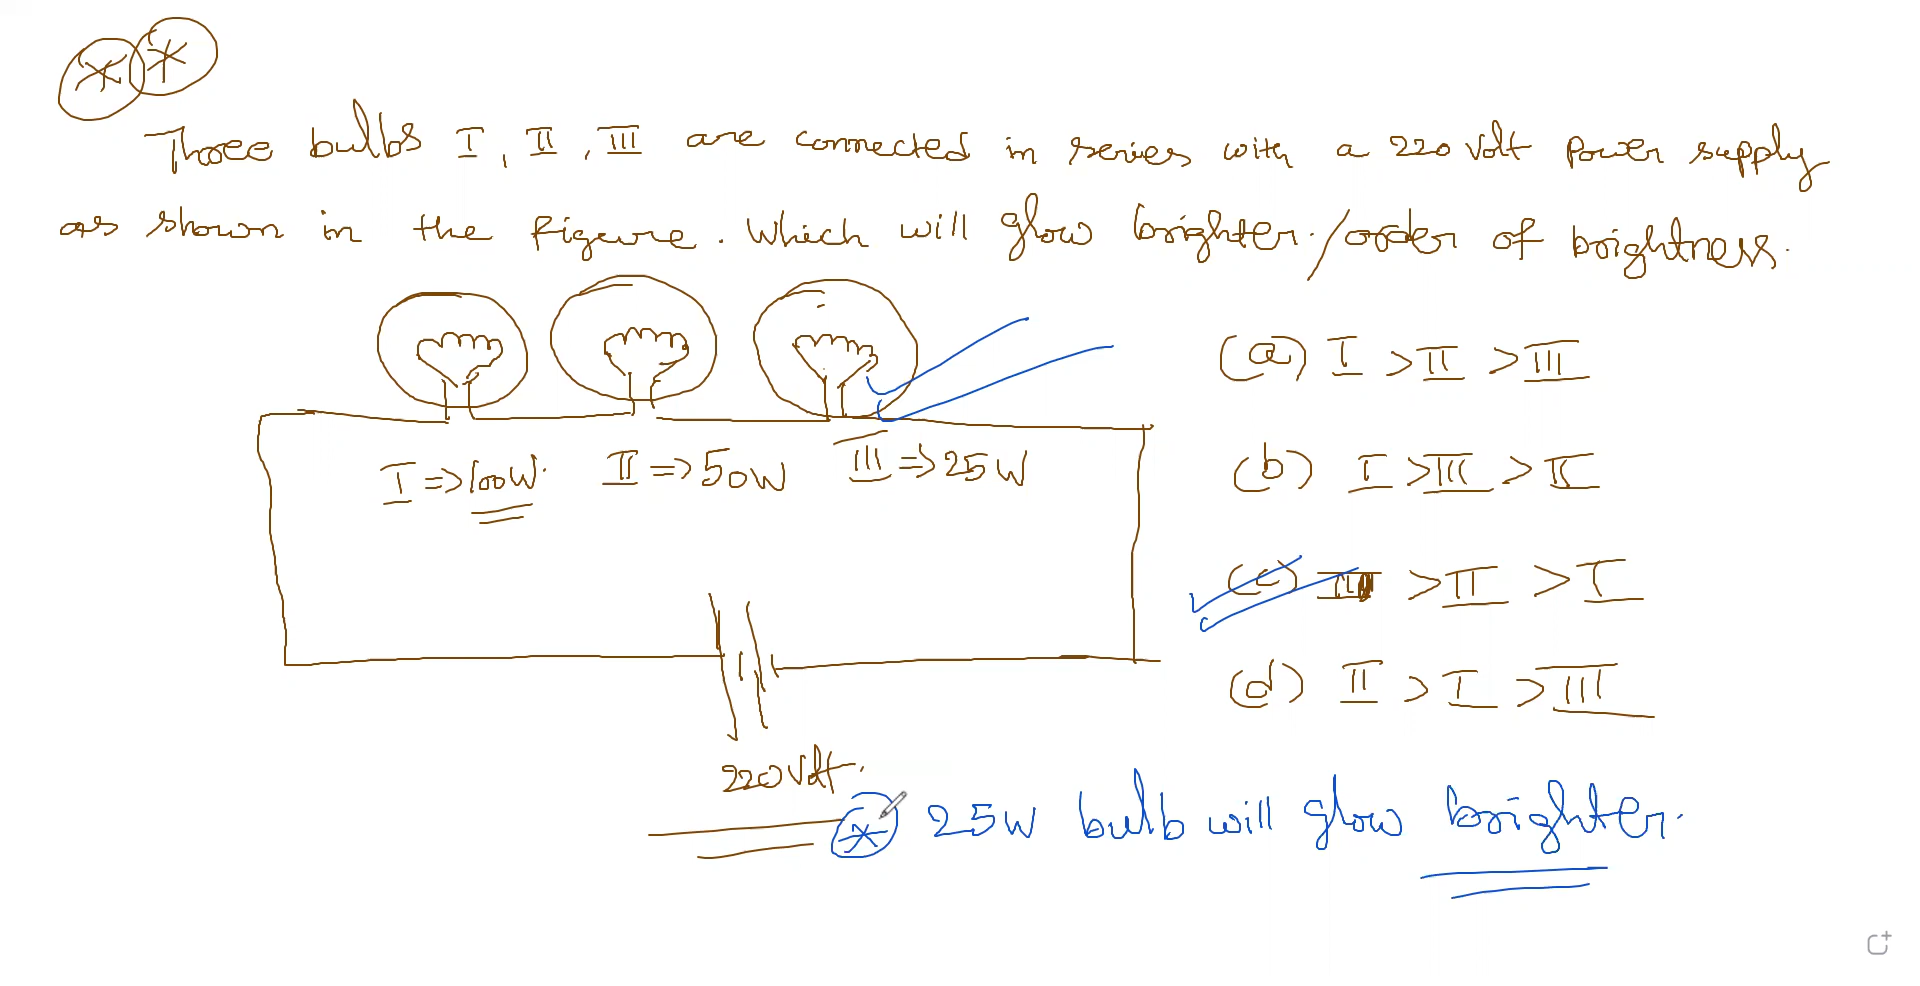 Three bulbs I, II, III are connected in series with a 220 Volt Power supply
as shown in the figure. Which will glow brighter./order of brightness.
(a) I > II > III
I => 100W. II => 50W III => 25W
(b) I > III > II
(c) III > II > I
(d) II > I > III
220 Volt.
25W bulb will glow brighter.